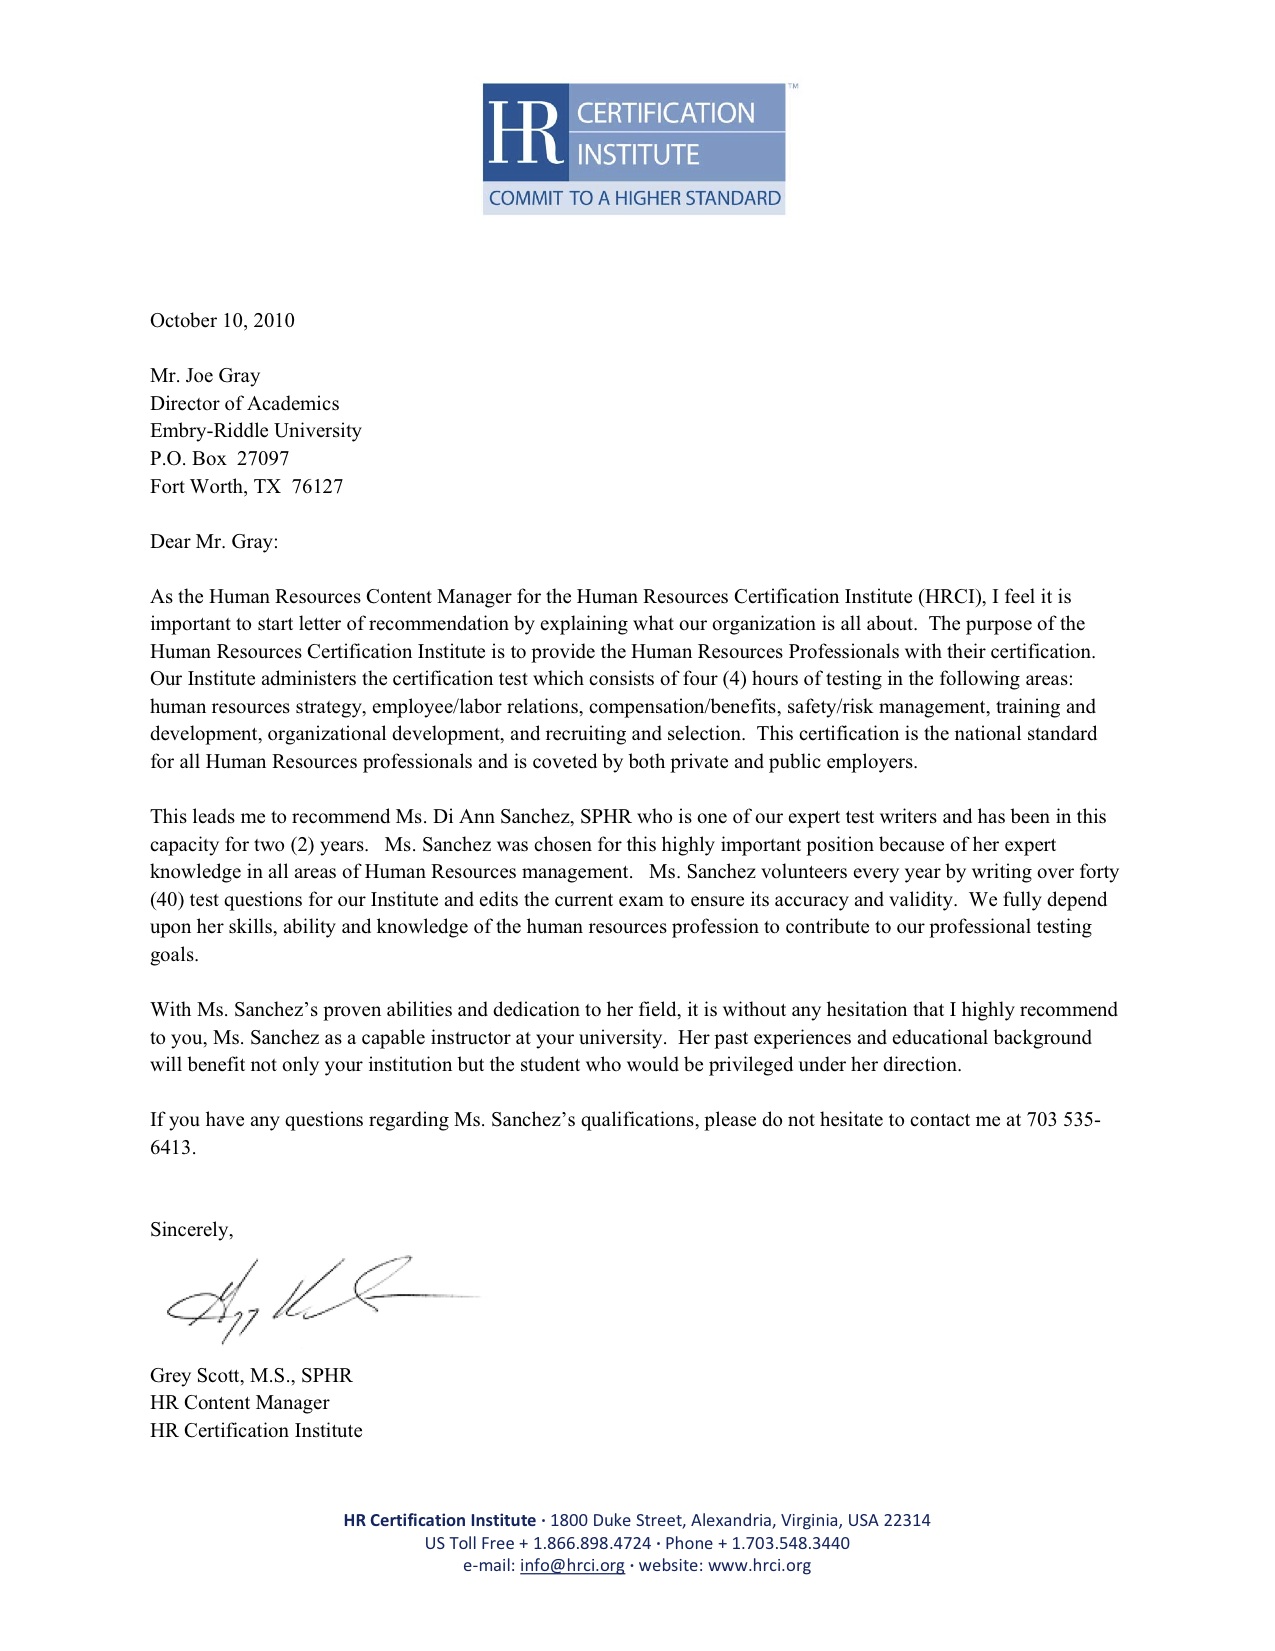 HR CERTIFICATION INSTITUTE ™
COMMIT TO A HIGHER STANDARD
October 10, 2010
Mr. Joe Gray
Director of Academics
Embry-Riddle University
P.O. Box  27097
Fort Worth, TX  76127
Dear Mr. Gray:
As the Human Resources Content Manager for the Human Resources Certification Institute (HRCI), I feel it is
important to start letter of recommendation by explaining what our organization is all about.  The purpose of the
Human Resources Certification Institute is to provide the Human Resources Professionals with their certification.
Our Institute administers the certification test which consists of four (4) hours of testing in the following areas:
human resources strategy, employee/labor relations, compensation/benefits, safety/risk management, training and
development, organizational development, and recruiting and selection.  This certification is the national standard
for all Human Resources professionals and is coveted by both private and public employers.
This leads me to recommend Ms. Di Ann Sanchez, SPHR who is one of our expert test writers and has been in this
capacity for two (2) years.   Ms. Sanchez was chosen for this highly important position because of her expert
knowledge in all areas of Human Resources management.   Ms. Sanchez volunteers every year by writing over forty
(40) test questions for our Institute and edits the current exam to ensure its accuracy and validity.  We fully depend
upon her skills, ability and knowledge of the human resources profession to contribute to our professional testing
goals.
With Ms. Sanchez’s proven abilities and dedication to her field, it is without any hesitation that I highly recommend
to you, Ms. Sanchez as a capable instructor at your university.  Her past experiences and educational background
will benefit not only your institution but the student who would be privileged under her direction.
If you have any questions regarding Ms. Sanchez’s qualifications, please do not hesitate to contact me at 703 535-
6413.
Sincerely,
Grey Scott, M.S., SPHR
HR Content Manager
HR Certification Institute
HR Certification Institute · 1800 Duke Street, Alexandria, Virginia, USA 22314
US Toll Free + 1.866.898.4724 · Phone + 1.703.548.3440
e-mail: info@hrci.org · website: www.hrci.org